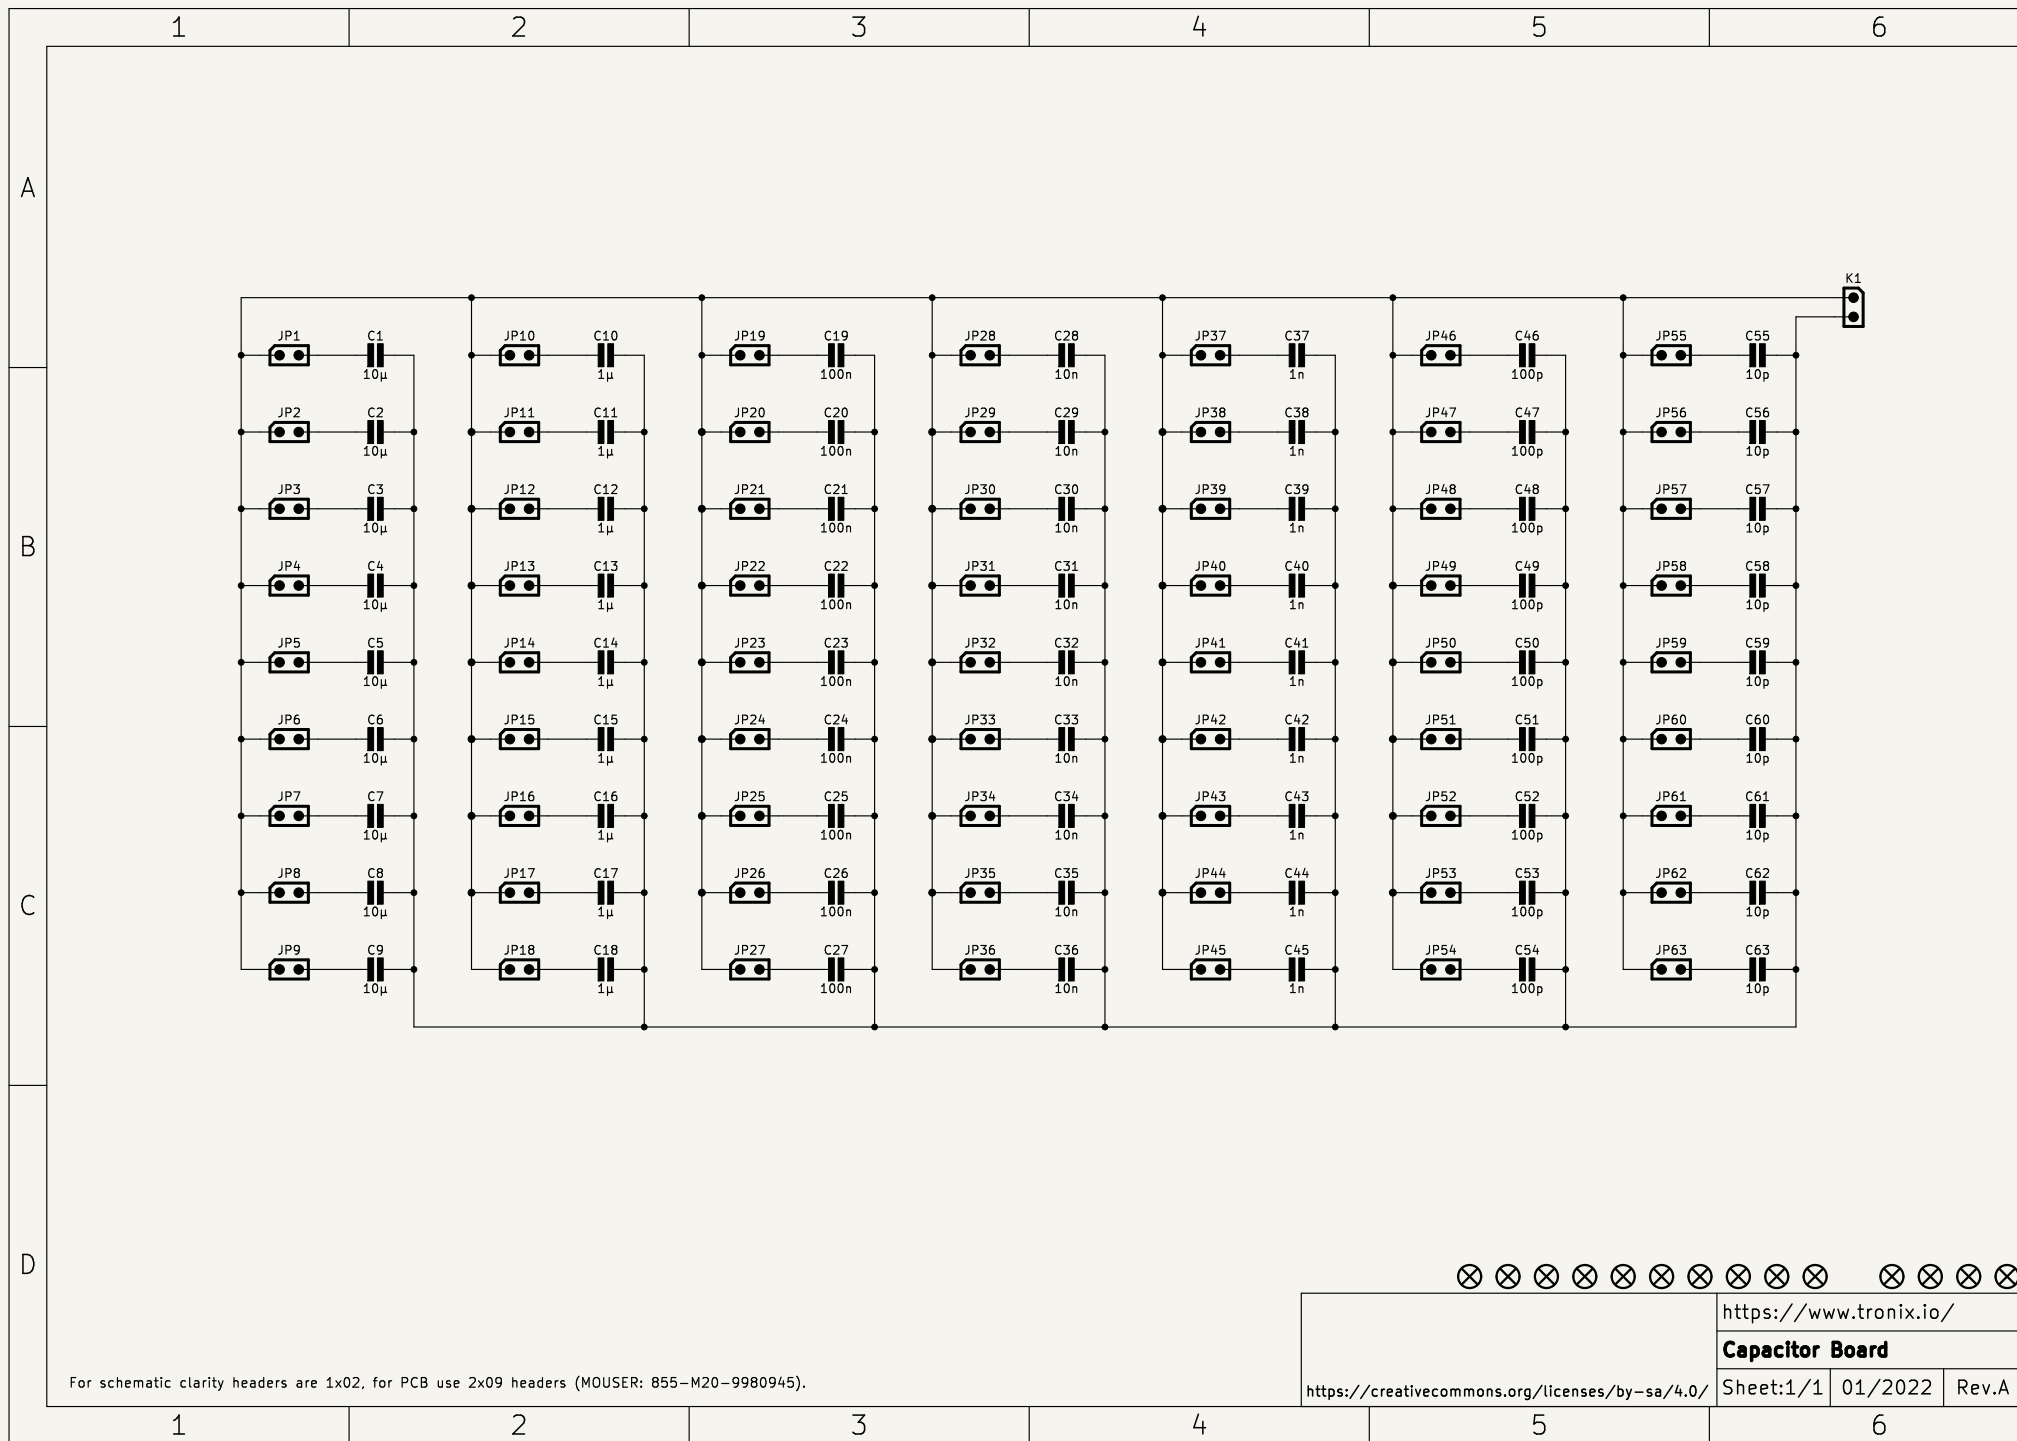 1 2 3 4 5 6
A
K1
JP1 C1 JP10 C10 JP19 C19 JP28 C28 JP37 C37 JP46 C46 JP55 C55
10µ 1µ 100n 10n 1n 100p 10p
JP2 C2 JP11 C11 JP20 C20 JP29 C29 JP38 C38 JP47 C47 JP56 C56
10µ 1µ 100n 10n 1n 100p 10p
JP3 C3 JP12 C12 JP21 C21 JP30 C30 JP39 C39 JP48 C48 JP57 C57
10µ 1µ 100n 10n 1n 100p 10p
B
JP4 C4 JP13 C13 JP22 C22 JP31 C31 JP40 C40 JP49 C49 JP58 C58
10µ 1µ 100n 10n 1n 100p 10p
JP5 C5 JP14 C14 JP23 C23 JP32 C32 JP41 C41 JP50 C50 JP59 C59
10µ 1µ 100n 10n 1n 100p 10p
JP6 C6 JP15 C15 JP24 C24 JP33 C33 JP42 C42 JP51 C51 JP60 C60
10µ 1µ 100n 10n 1n 100p 10p
JP7 C7 JP16 C16 JP25 C25 JP34 C34 JP43 C43 JP52 C52 JP61 C61
10µ 1µ 100n 10n 1n 100p 10p
JP8 C8 JP17 C17 JP26 C26 JP35 C35 JP44 C44 JP53 C53 JP62 C62
C
10µ 1µ 100n 10n 1n 100p 10p
JP9 C9 JP18 C18 JP27 C27 JP36 C36 JP45 C45 JP54 C54 JP63 C63
10µ 1µ 100n 10n 1n 100p 10p
D
https://www.tronix.io/
Capacitor Board
For schematic clarity headers are 1x02, for PCB use 2x09 headers (MOUSER: 855-M20-9980945).
https://creativecommons.org/licenses/by-sa/4.0/
Sheet:1/1 01/2022 Rev.A
1 2 3 4 5 6